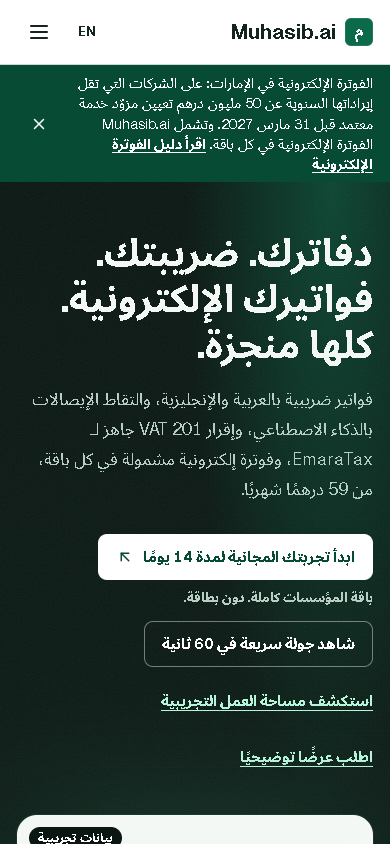 م Muhasib.ai EN
الفوترة الإلكترونية في الإمارات: على الشركات التي تقل
إيراداتها السنوية عن 50 مليون درهم تعيين مزوّد خدمة
معتمد قبل 31 مارس 2027. وتشمل Muhasib.ai
الفوترة الإلكترونية في كل باقة. اقرأ دليل الفوترة
الإلكترونية
دفاترك. ضريبتك.
فواتيرك الإلكترونية.
كلها منجزة.
فواتير ضريبية بالعربية والإنجليزية، والتقاط الإيصالات
بالذكاء الاصطناعي، وإقرار VAT 201 جاهز لـ
EmaraTax، وفوترة إلكترونية مشمولة في كل باقة،
من 59 درهمًا شهريًا.
ابدأ تجربتك المجانية لمدة 14 يومًا
باقة المؤسسات كاملة. دون بطاقة.
شاهد جولة سريعة في 60 ثانية
استكشف مساحة العمل التجريبية
اطلب عرضًا توضيحيًا
بيانات تجريبية